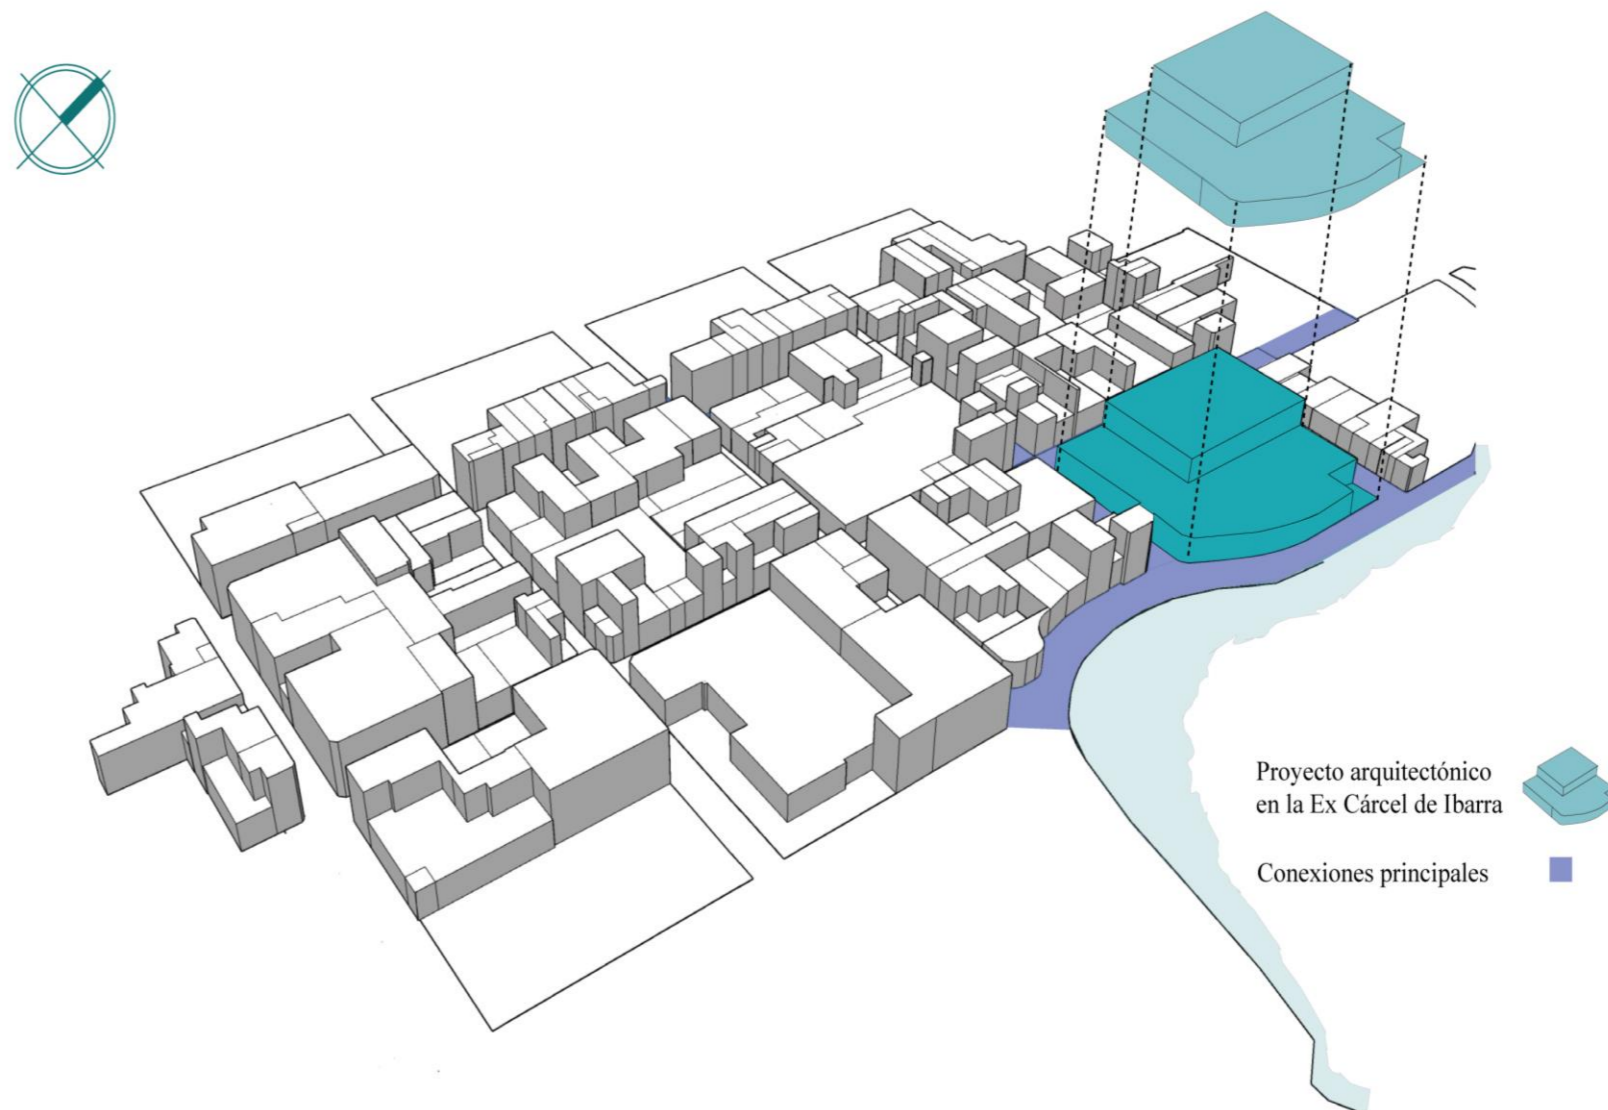 Proyecto arquitectónico
en la Ex Cárcel de Ibarra
Conexiones principales